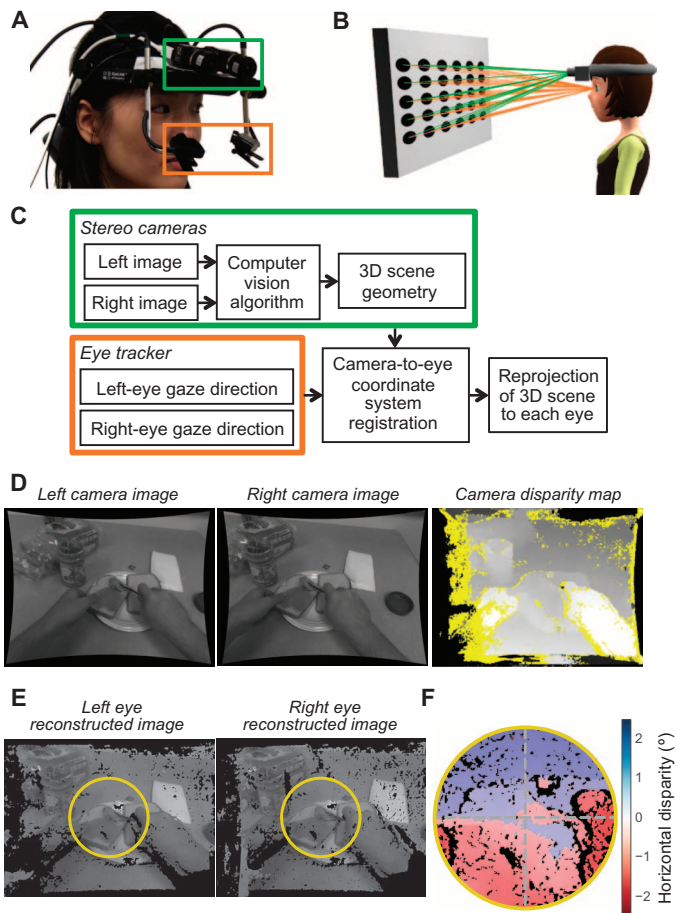 A
B
C
Stereo cameras
Left image
Right image
Computer
vision
algorithm
3D scene
geometry
Eye tracker
Left-eye gaze direction
Right-eye gaze direction
Camera-to-eye
coordinate
system
registration
Reprojection
of 3D scene
to each eye
D
Left camera image
Right camera image
Camera disparity map
E
Left eye
reconstructed image
Right eye
reconstructed image
F
2
1
0
−1
−2
Horizontal disparity (º)